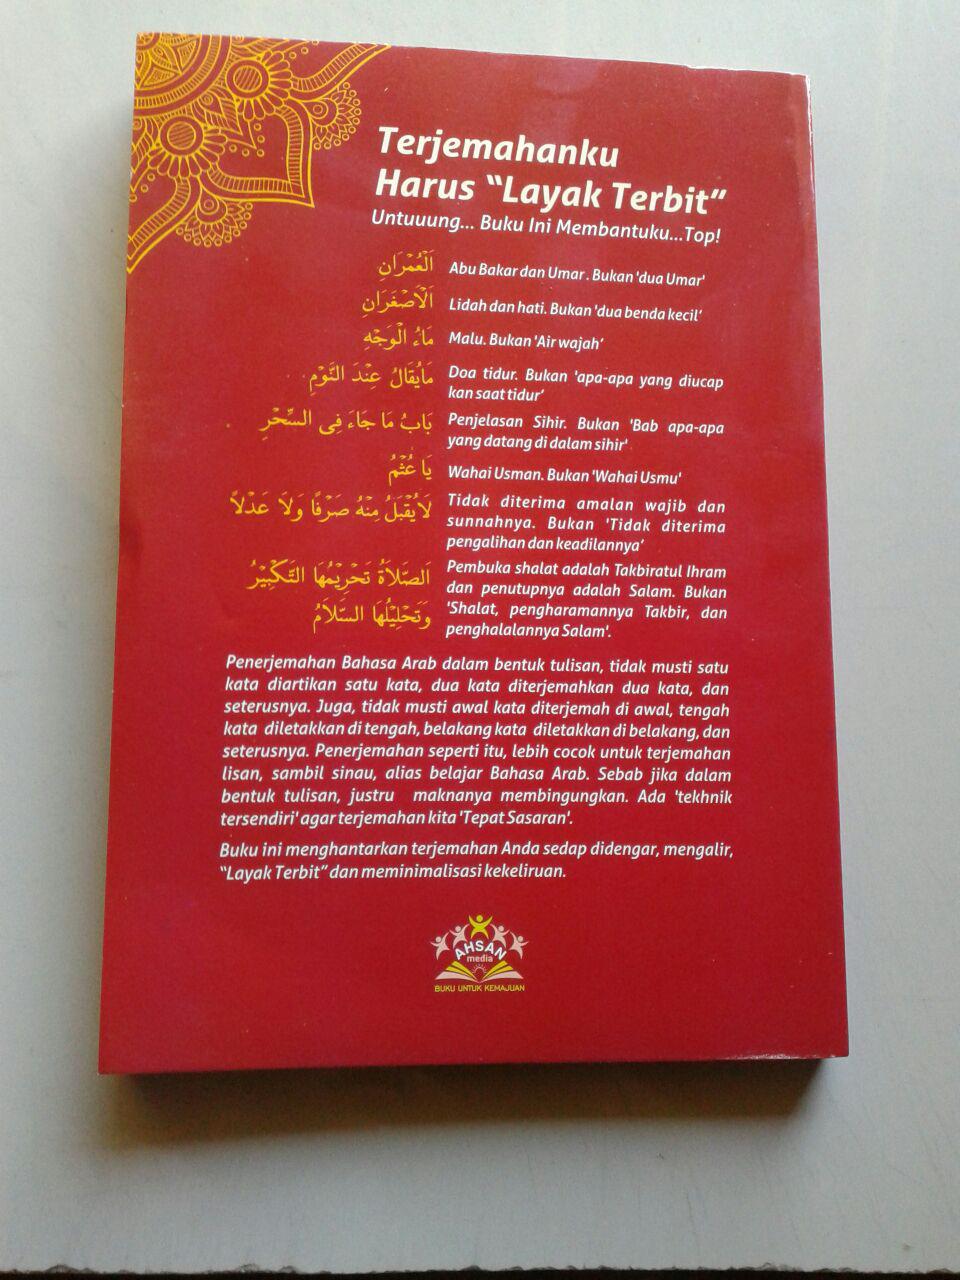 Terjemahanku
Harus “Layak Terbit”
Untuuung... Buku Ini Membantuku...Top!
اَلْعُمْرَانِ Abu Bakar dan Umar . Bukan 'dua Umar'
اَلْاَصْغَرَانِ Lidah dan hati. Bukan 'dua benda kecil'
مَاءُ الْوَجْهِ Malu. Bukan 'Air wajah'
مَايُقَالُ عِنْدَ النَّوْمِ Doa tidur. Bukan 'apa-apa yang diucap
kan saat tidur'
بَابُ مَا جَاءَ فِى السِّحْرِ Penjelasan Sihir. Bukan 'Bab apa-apa
yang datang di dalam sihir'
يَا عُثْمُ Wahai Usman. Bukan 'Wahai Usmu'
لَايُقْبَلُ مِنْهُ صَرْفًا وَلَا عَدْلًا Tidak diterima amalan wajib dan
sunnahnya. Bukan 'Tidak diterima
pengalihan dan keadilannya'
اَلصَّلَاةُ تَحْرِيْمُهَا التَّكْبِيْرُ Pembuka shalat adalah Takbiratul Ihram
dan penutupnya adalah Salam. Bukan
وَتَحْلِيْلُهَا السَّلَامُ 'Shalat, pengharamannya Takbir, dan
penghalalannya Salam'.
Penerjemahan Bahasa Arab dalam bentuk tulisan, tidak musti satu
kata diartikan satu kata, dua kata diterjemahkan dua kata, dan
seterusnya. Juga, tidak musti awal kata diterjemah di awal, tengah
kata diletakkan di tengah, belakang kata diletakkan di belakang, dan
seterusnya. Penerjemahan seperti itu, lebih cocok untuk terjemahan
lisan, sambil sinau, alias belajar Bahasa Arab. Sebab jika dalam
bentuk tulisan, justru maknanya membingungkan. Ada 'tekhnik
tersendiri' agar terjemahan kita 'Tepat Sasaran'.
Buku ini menghantarkan terjemahan Anda sedap didengar, mengalir,
“Layak Terbit” dan meminimalisasi kekeliruan.
AHSAN
media
BUKU UNTUK KEMAJUAN